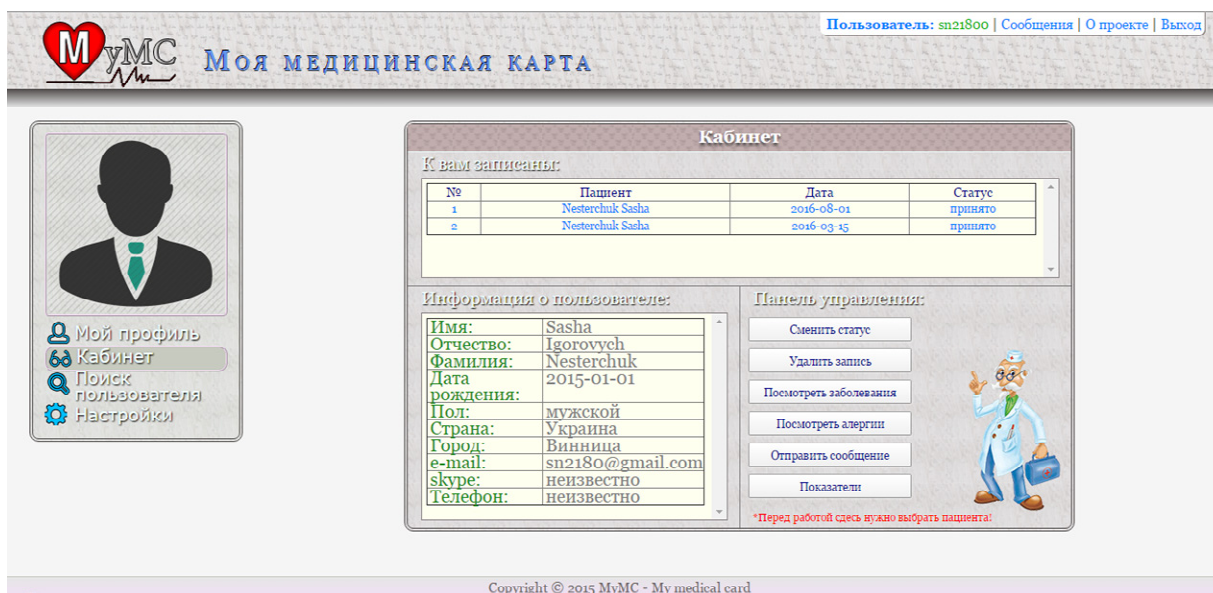 Пользователь: sn21800 | Сообщения | О проекте | Выход
MyMC Моя медицинская карта
Мой профиль
Кабинет
Поиск
пользователя
Настройки
Кабинет
К вам записаны:
№ Пациент Дата Статус
1 Nesterchuk Sasha 2016-08-01 принято
2 Nesterchuk Sasha 2016-03-15 принято
Информация о пользователе:
Имя: Sasha
Отчество: Igorovych
Фамилия: Nesterchuk
Дата 2015-01-01
рождения:
Пол: мужской
Страна: Украина
Город: Винница
e-mail: sn2180@gmail.com
skype: неизвестно
Телефон: неизвестно
Панель управления:
Сменить статус
Удалить запись
Посмотреть заболевания
Посмотреть алергии
Отправить сообщение
Показатели
*Перед работой сдесь нужно выбрать пациента!
Copyright © 2015 MyMC - My medical card